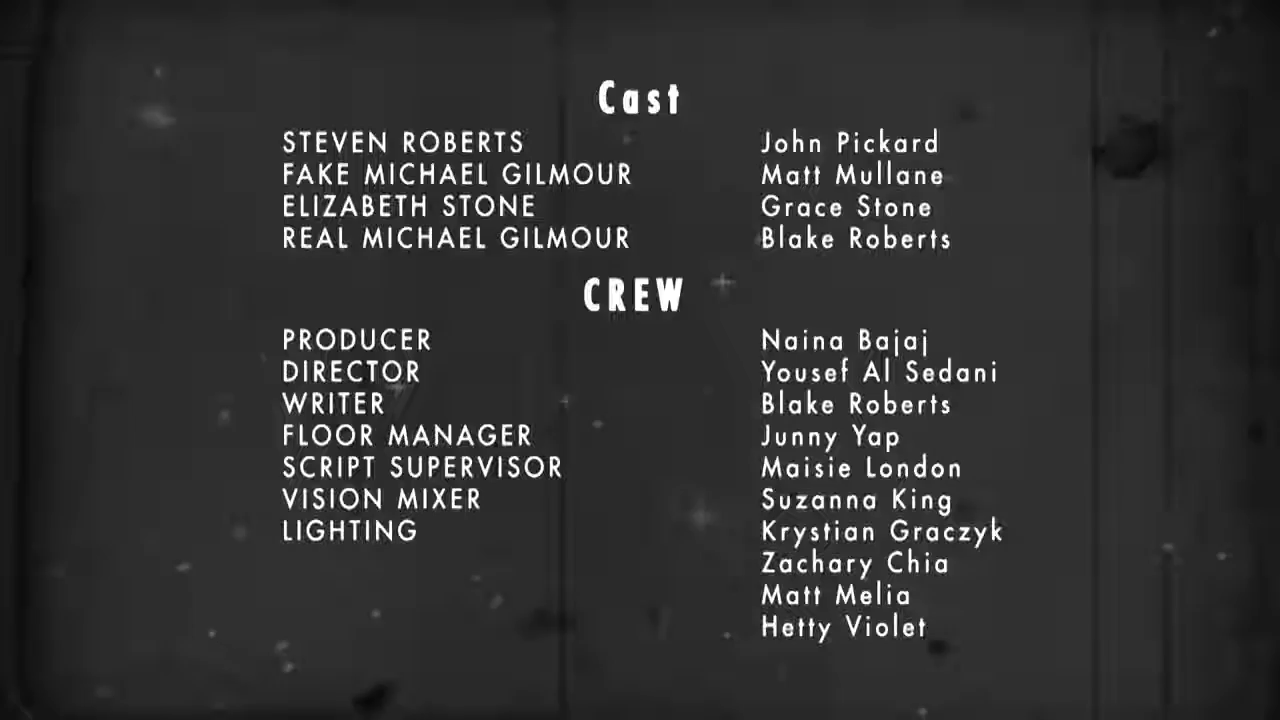 Cast
STEVEN ROBERTS John Pickard
FAKE MICHAEL GILMOUR Matt Mullane
ELIZABETH STONE Grace Stone
REAL MICHAEL GILMOUR Blake Roberts
CREW
PRODUCER Naina Bajaj
DIRECTOR Yousef Al Sedani
WRITER Blake Roberts
FLOOR MANAGER Junny Yap
SCRIPT SUPERVISOR Maisie London
VISION MIXER Suzanna King
LIGHTING Krystian Graczyk
Zachary Chia
Matt Melia
Hetty Violet